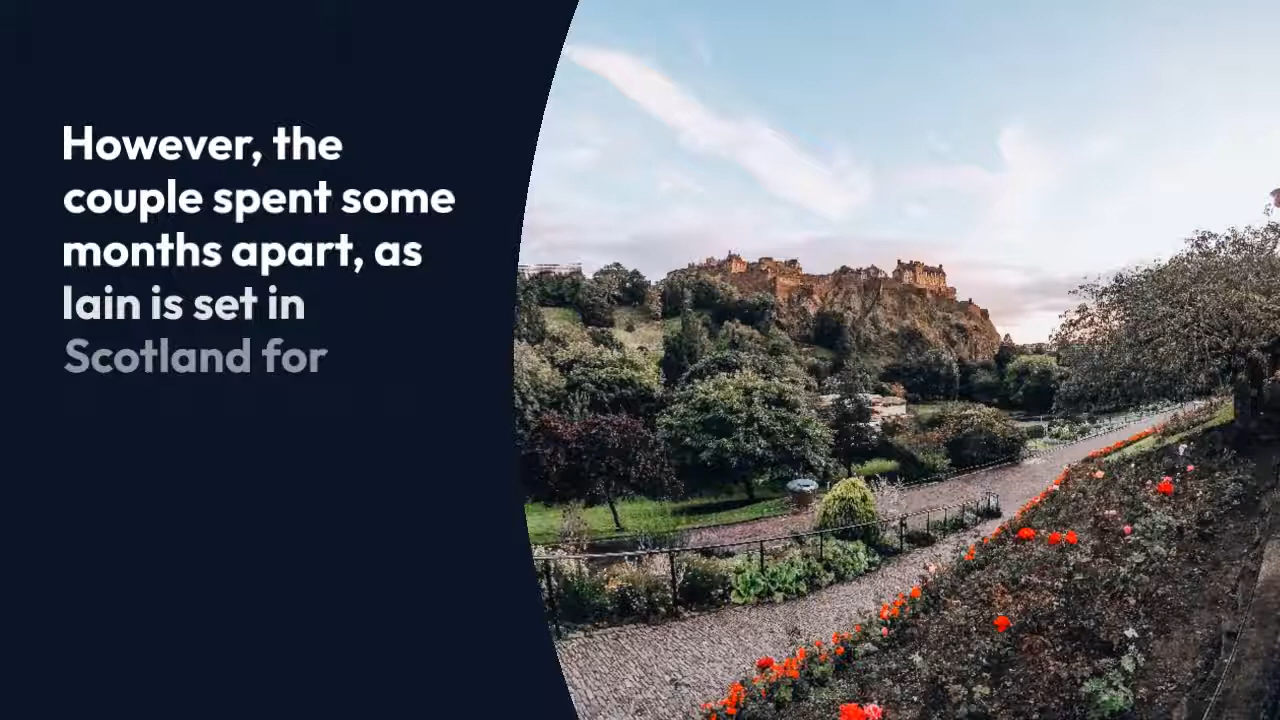 However, the
couple spent some
months apart, as
Iain is set in
Scotland for